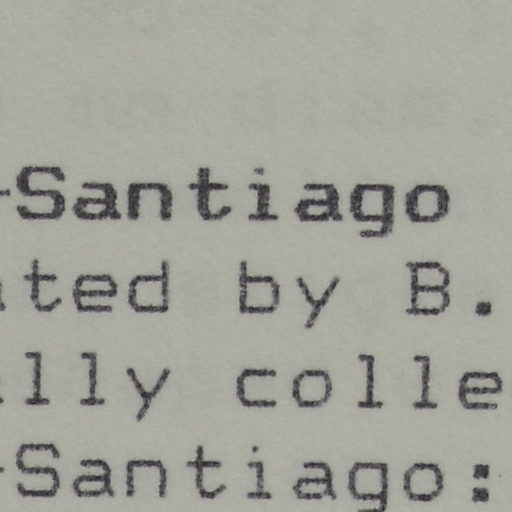 -Santiago
ated by B.
lly colle
-Santiago: